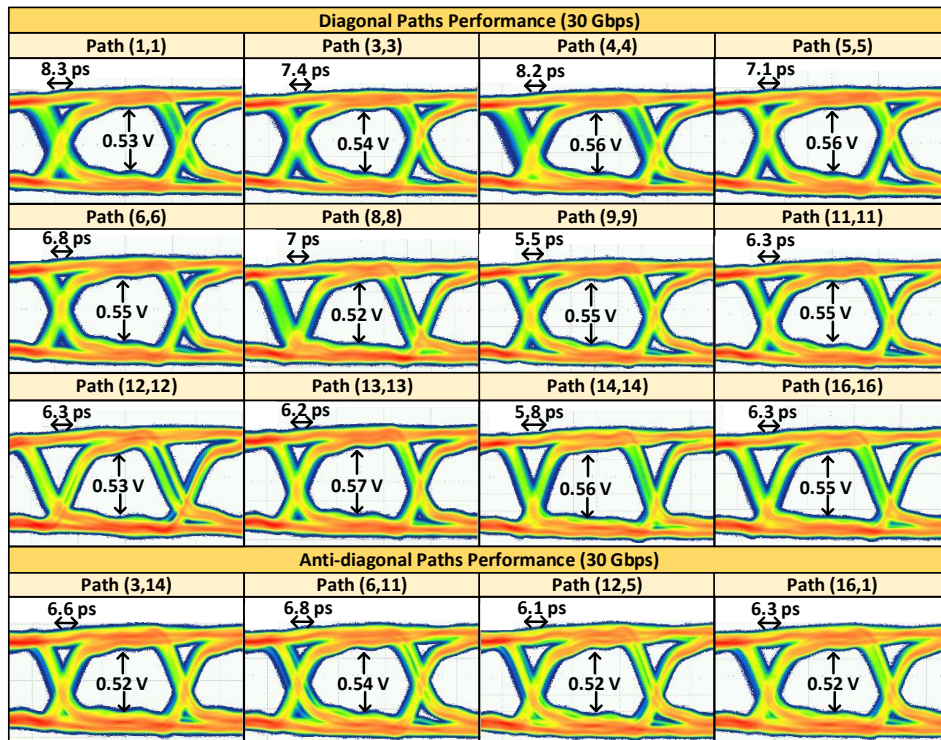 Diagonal Paths Performance (30 Gbps)
Path (1,1) Path (3,3) Path (4,4) Path (5,5)
8.3 ps 7.4 ps 8.2 ps 7.1 ps
0.53 V 0.54 V 0.56 V 0.56 V
Path (6,6) Path (8,8) Path (9,9) Path (11,11)
6.8 ps 7 ps 5.5 ps 6.3 ps
0.55 V 0.52 V 0.55 V 0.55 V
Path (12,12) Path (13,13) Path (14,14) Path (16,16)
6.3 ps 6.2 ps 5.8 ps 6.3 ps
0.53 V 0.57 V 0.56 V 0.55 V
Anti-diagonal Paths Performance (30 Gbps)
Path (3,14) Path (6,11) Path (12,5) Path (16,1)
6.6 ps 6.8 ps 6.1 ps 6.3 ps
0.52 V 0.54 V 0.52 V 0.52 V